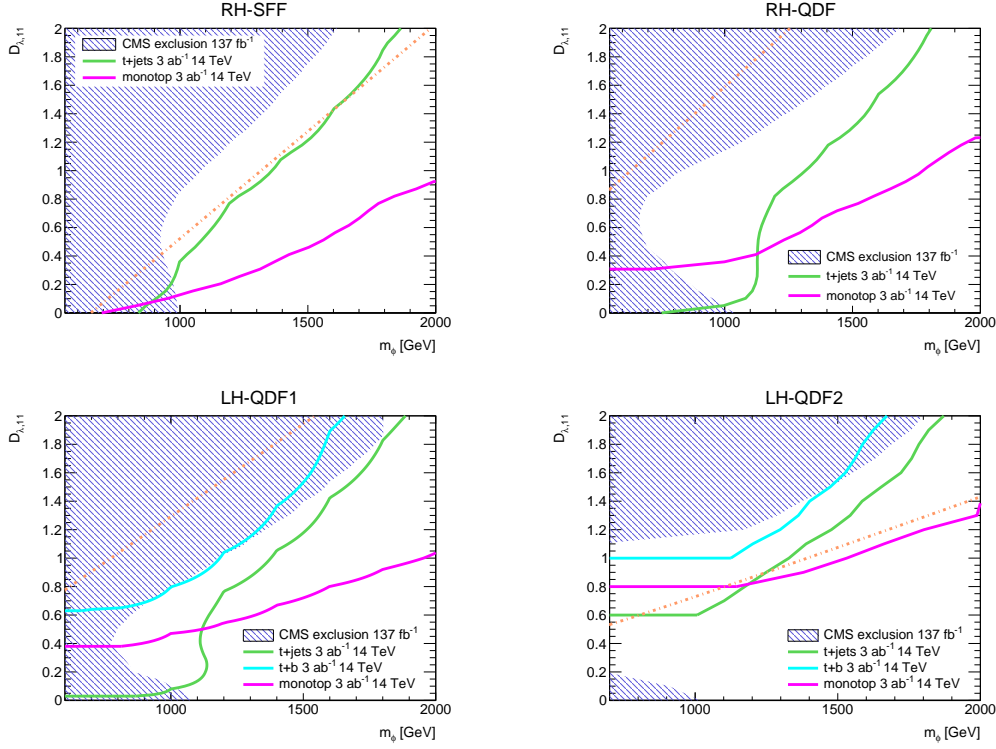 RH-SFF
D_λ,11
CMS exclusion 137 fb⁻¹
t+jets 3 ab⁻¹ 14 TeV
monotop 3 ab⁻¹ 14 TeV
2
1.8
1.6
1.4
1.2
1
0.8
0.6
0.4
0.2
0
1000 1500 2000
m_ϕ [GeV]
RH-QDF
D_λ,11
2
1.8
1.6
1.4
1.2
1
0.8
0.6
0.4
0.2
0
CMS exclusion 137 fb⁻¹
t+jets 3 ab⁻¹ 14 TeV
monotop 3 ab⁻¹ 14 TeV
1000 1500 2000
m_ϕ [GeV]
LH-QDF1
D_λ,11
2
1.8
1.6
1.4
1.2
1
0.8
0.6
0.4
0.2
0
CMS exclusion 137 fb⁻¹
t+jets 3 ab⁻¹ 14 TeV
t+b 3 ab⁻¹ 14 TeV
monotop 3 ab⁻¹ 14 TeV
1000 1500 2000
m_ϕ [GeV]
LH-QDF2
D_λ,11
2
1.8
1.6
1.4
1.2
1
0.8
0.6
0.4
0.2
0
CMS exclusion 137 fb⁻¹
t+jets 3 ab⁻¹ 14 TeV
t+b 3 ab⁻¹ 14 TeV
monotop 3 ab⁻¹ 14 TeV
1000 1500 2000
m_ϕ [GeV]